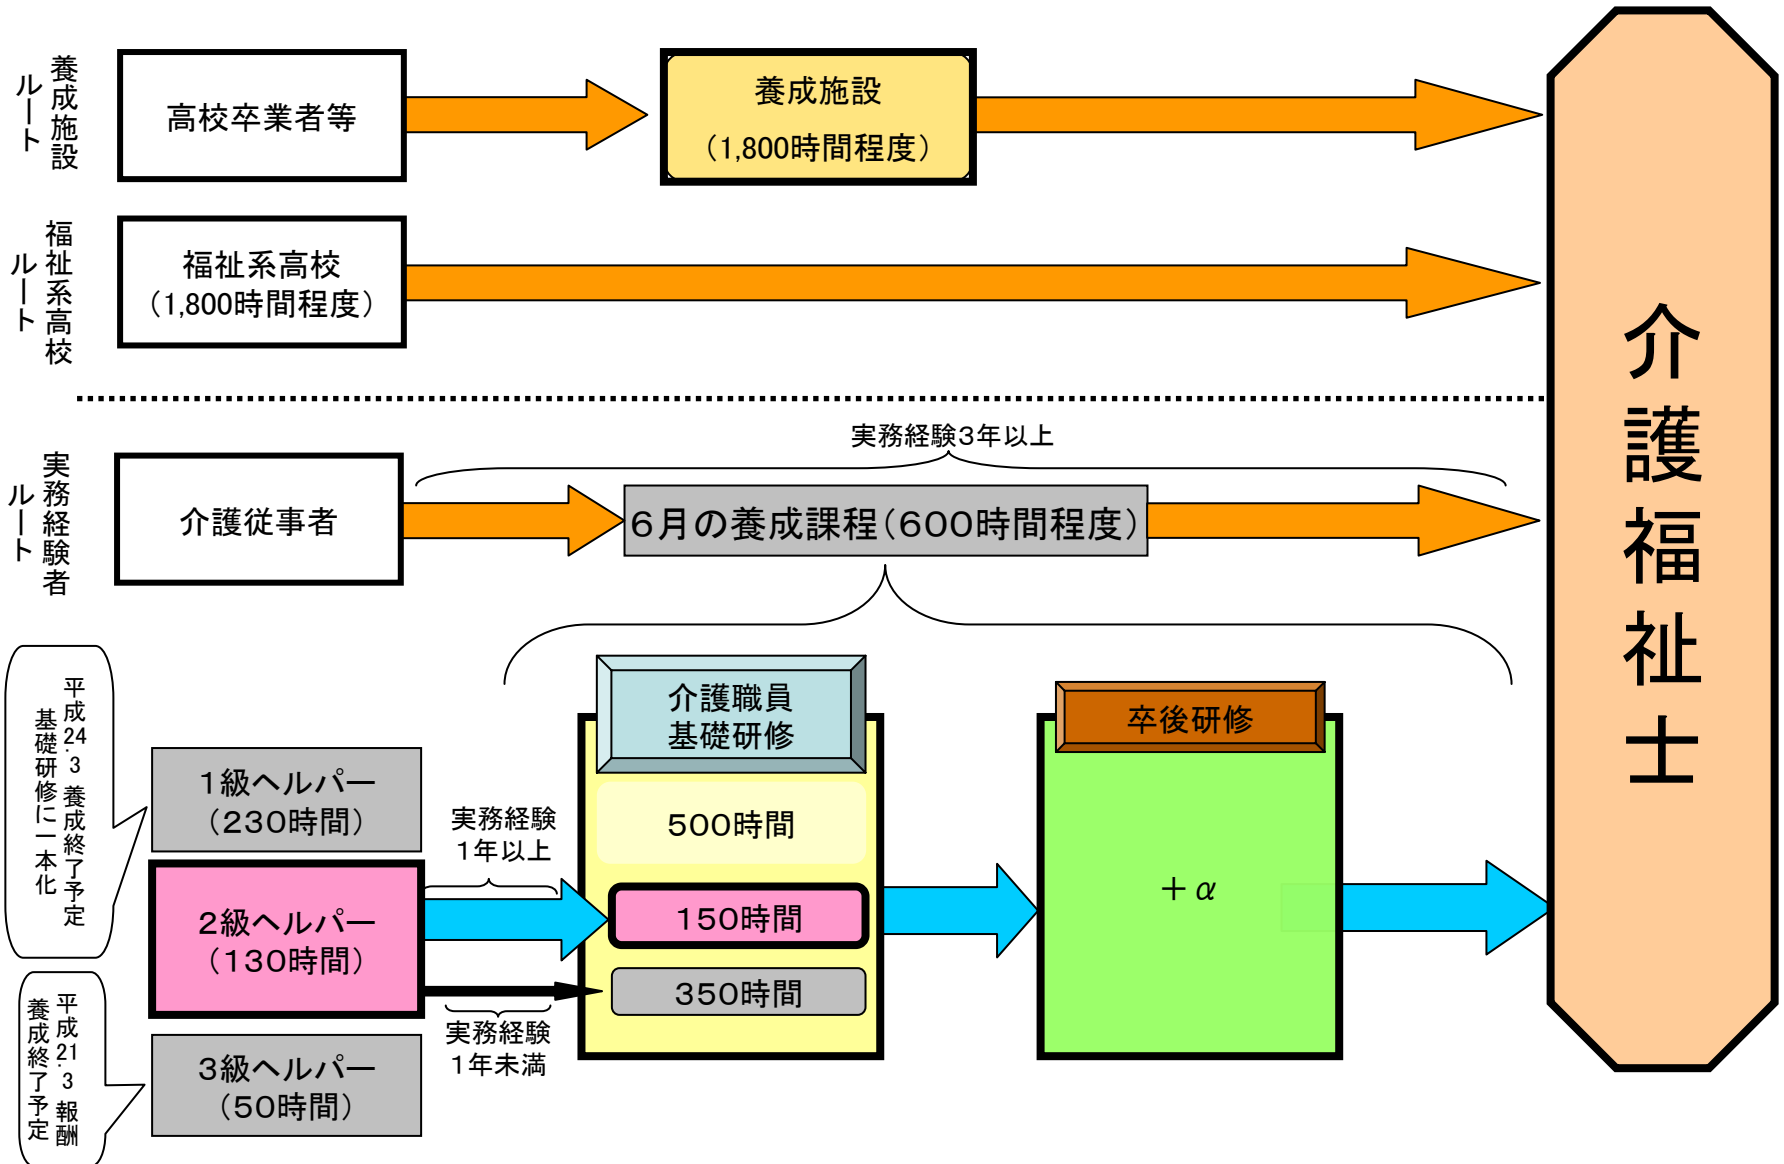 養成施設
ルート
高校卒業者等
養成施設
（1,800時間程度）
福祉系高校
ルート
福祉系高校
（1,800時間程度）
実務経験者
ルート
実務経験3年以上
介護従事者
６月の養成課程（６００時間程度）
介護福祉士
平成24.3 養成終了予定
基礎研修に一本化
1級ヘルパー
（230時間）
実務経験
1年以上
2級ヘルパー
（130時間）
実務経験
1年未満
平成21.3 報酬
養成終了予定
3級ヘルパー
（50時間）
介護職員
基礎研修
500時間
150時間
350時間
卒後研修
＋α